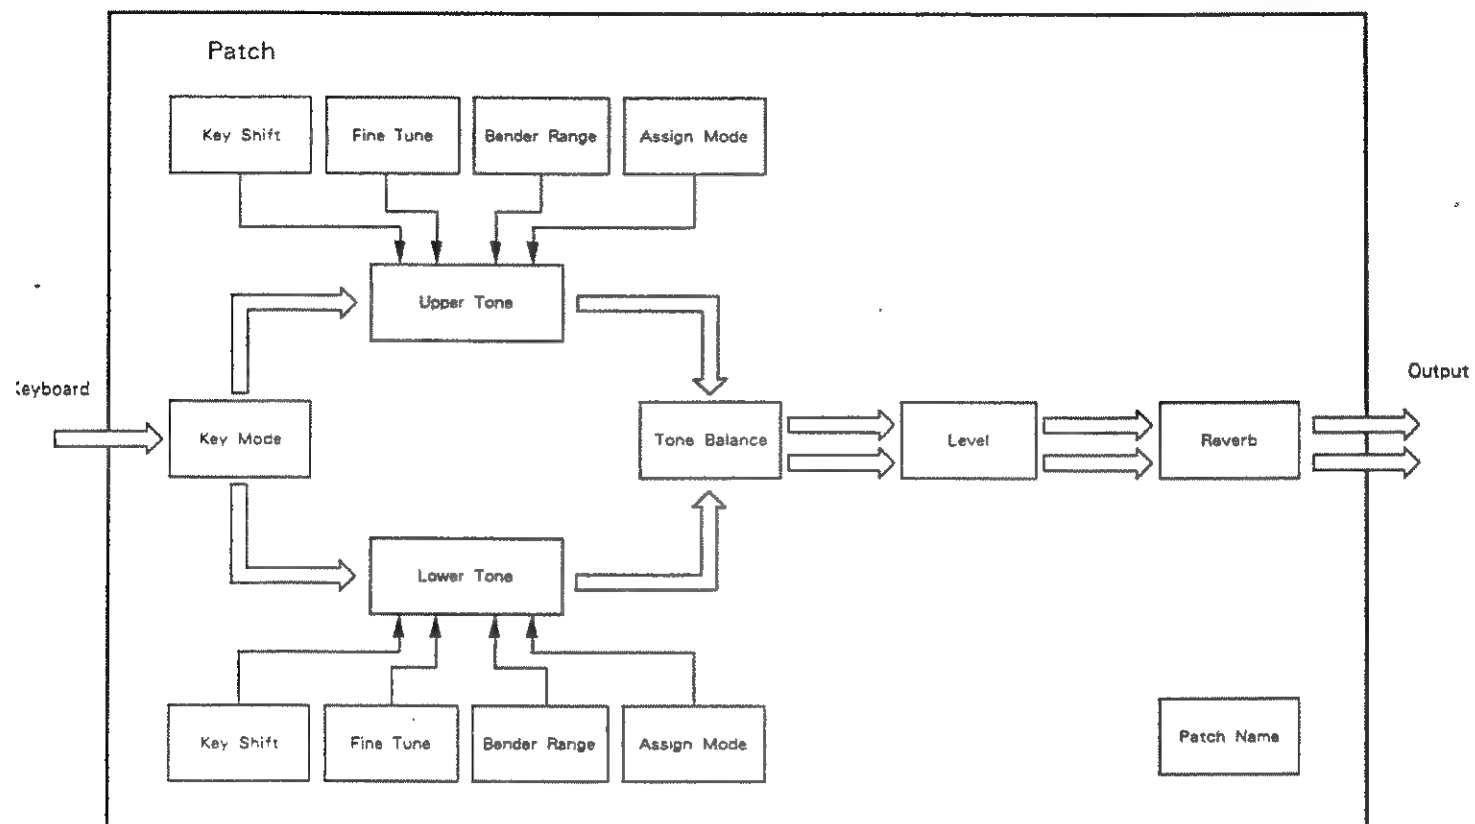 Patch
Key Shift
Fine Tune
Bender Range
Assign Mode
Upper Tone
Keyboard
Output
Key Mode
Tone Balance
Level
Reverb
Lower Tone
Key Shift
Fine Tune
Bender Range
Assign Mode
Patch Name